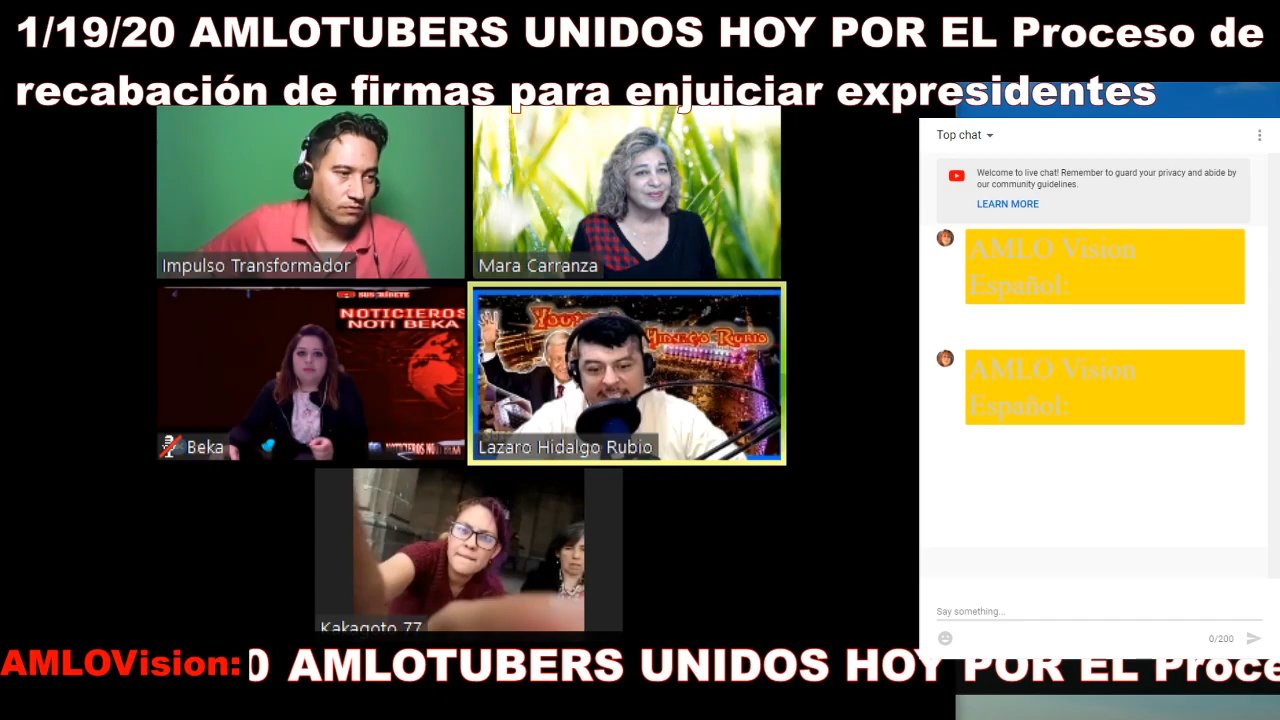 1/19/20 AMLOTUBERS UNIDOS HOY POR EL Proceso de
recabación de firmas para enjuiciar expresidentes
Top chat
Welcome to live chat! Remember to guard your privacy and abide by
our community guidelines.
LEARN MORE
AMLO Vision
Español:
AMLO Vision
Español:
Say something...
0/200
Impulso Transformador
Mara Carranza
SUSCRÍBETE
NOTICIEROS
NOTI BEKA
Beka
Hidalgo Rubio
Lazaro Hidalgo Rubio
Kakagoto 77
AMLOVision: 0 AMLOTUBERS UNIDOS HOY POR EL Proce